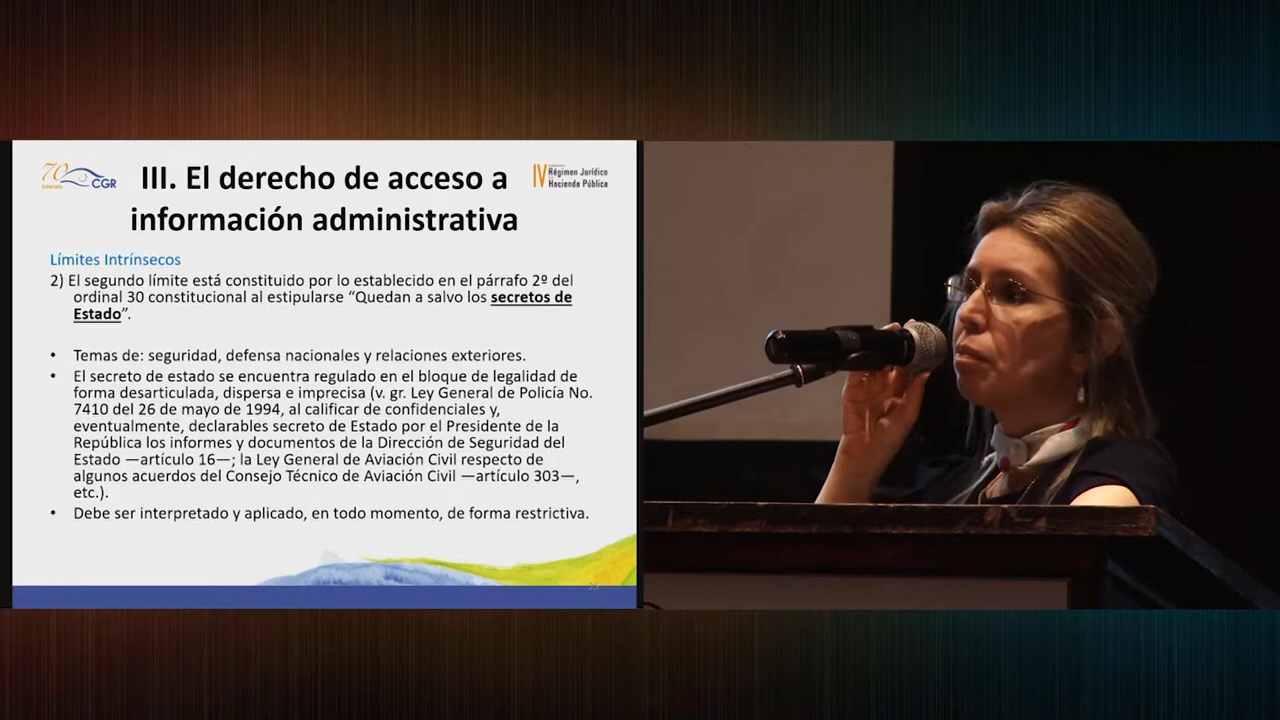 70
CGR
III. El derecho de acceso a
información administrativa
IV Régimen Jurídico
Hacienda Pública
Límites Intrínsecos
2) El segundo límite está constituido por lo establecido en el párrafo 2º del
ordinal 30 constitucional al estipularse “Quedan a salvo los secretos de
Estado”.
• Temas de: seguridad, defensa nacionales y relaciones exteriores.
• El secreto de estado se encuentra regulado en el bloque de legalidad de
forma desarticulada, dispersa e imprecisa (v. gr. Ley General de Policía No.
7410 del 26 de mayo de 1994, al calificar de confidenciales y,
eventualmente, declarables secreto de Estado por el Presidente de la
República los informes y documentos de la Dirección de Seguridad del
Estado —artículo 16—; la Ley General de Aviación Civil respecto de
algunos acuerdos del Consejo Técnico de Aviación Civil —artículo 303—,
etc.).
• Debe ser interpretado y aplicado, en todo momento, de forma restrictiva.